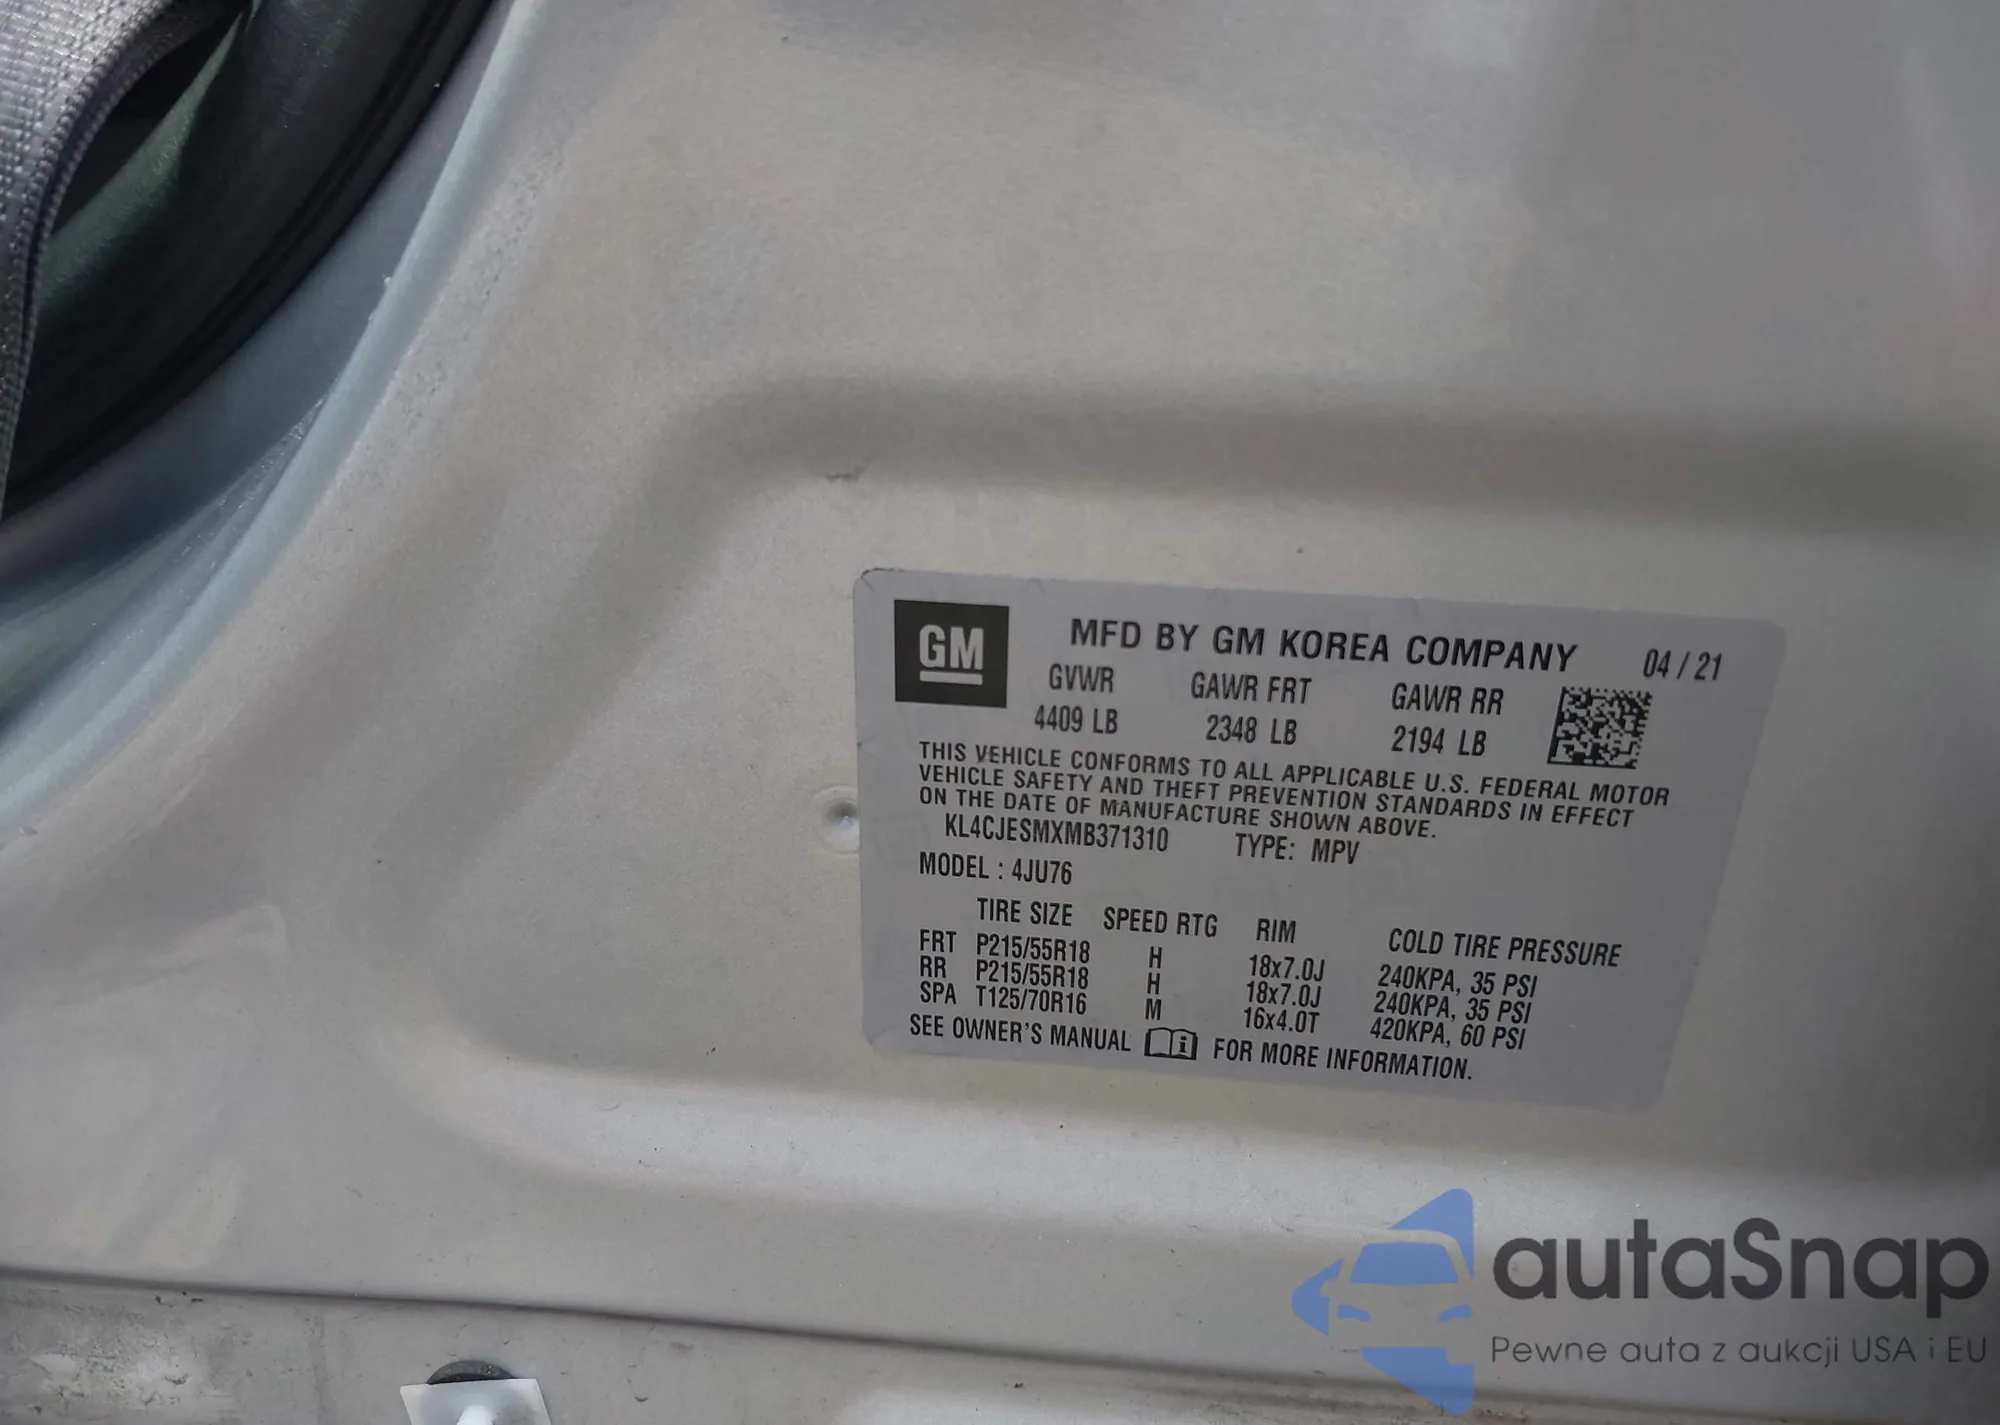 GM
MFD BY GM KOREA COMPANY 04 / 21
GVWR GAWR FRT GAWR RR
4409 LB 2348 LB 2194 LB
THIS VEHICLE CONFORMS TO ALL APPLICABLE U.S. FEDERAL MOTOR
VEHICLE SAFETY AND THEFT PREVENTION STANDARDS IN EFFECT
ON THE DATE OF MANUFACTURE SHOWN ABOVE.
KL4CJESMXMB371310 TYPE: MPV
MODEL : 4JU76
TIRE SIZE SPEED RTG RIM COLD TIRE PRESSURE
FRT P215/55R18 H 18x7.0J 240KPA, 35 PSI
RR P215/55R18 H 18x7.0J 240KPA, 35 PSI
SPA T125/70R16 M 16x4.0T 420KPA, 60 PSI
SEE OWNER'S MANUAL FOR MORE INFORMATION.
autaSnap
Pewne auta z aukcji USA i EU